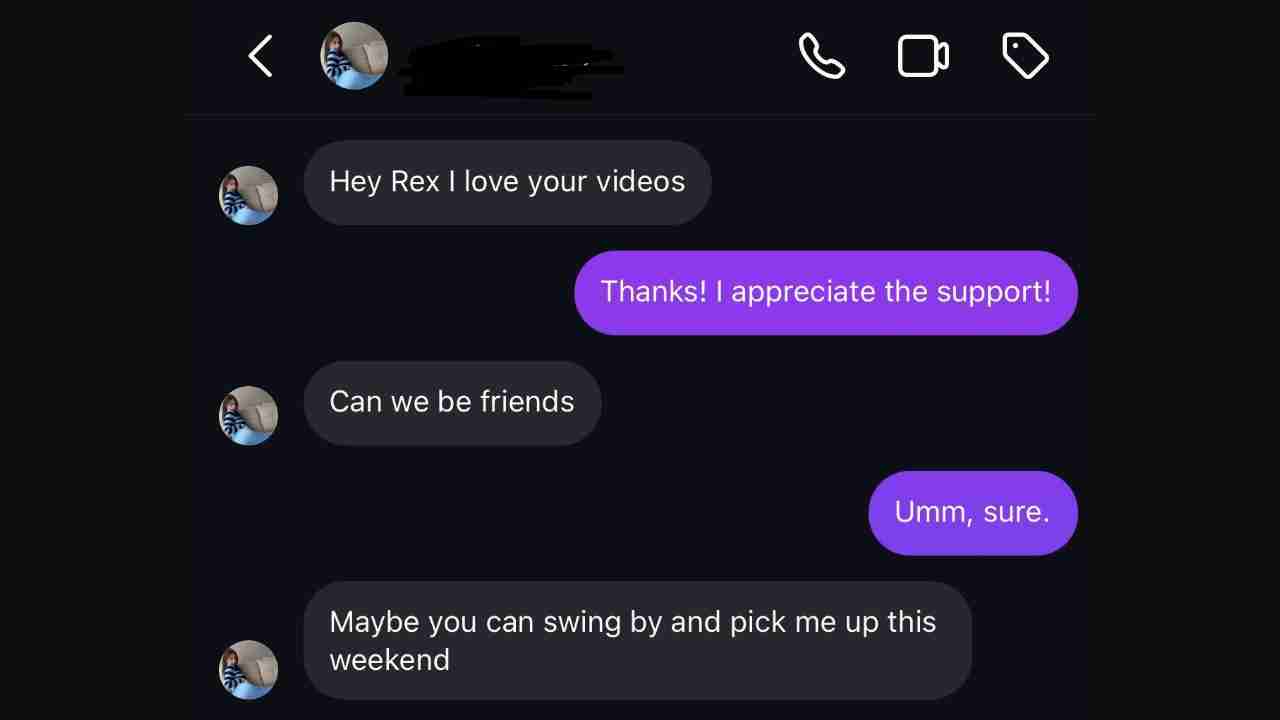 Hey Rex I love your videos
Thanks! I appreciate the support!
Can we be friends
Umm, sure.
Maybe you can swing by and pick me up this
weekend